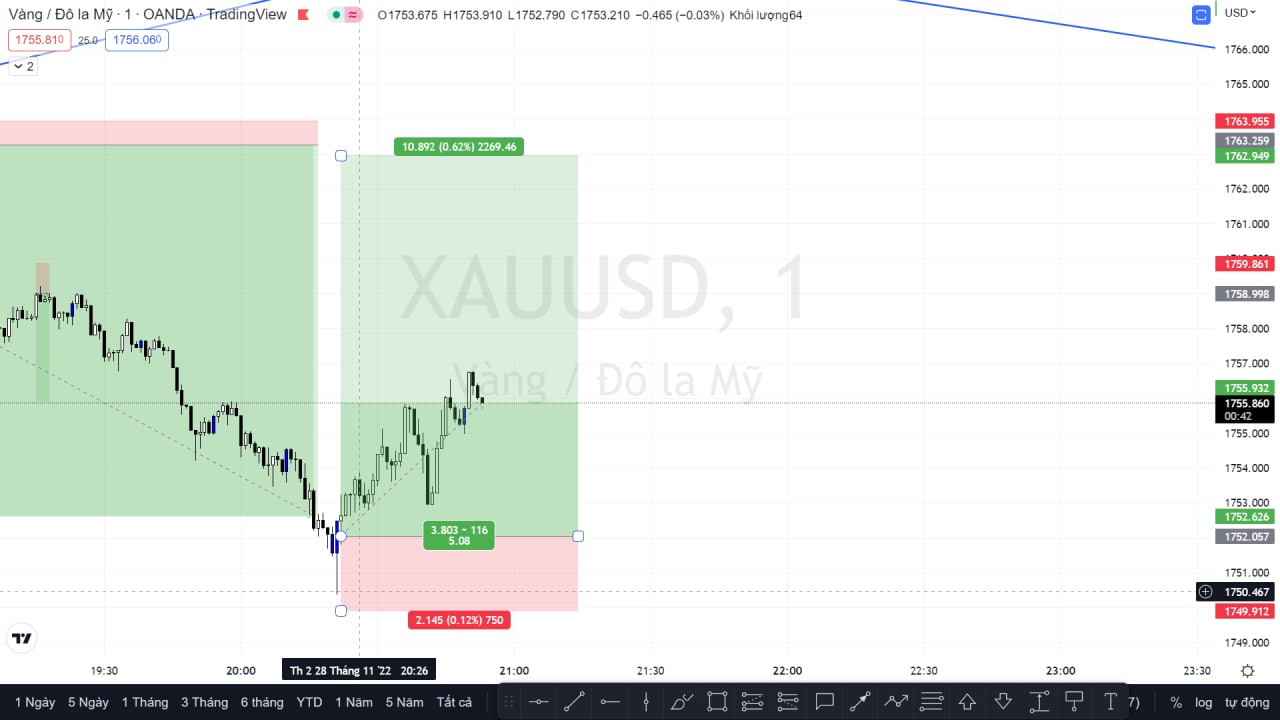 Vàng / Đô la Mỹ · 1 · OANDA · TradingView O1753.675 H1753.910 L1752.790 C1753.210 −0.465 (−0.03%) Khối lượng64
USD
1755.810 25.0 1756.060
2
1766.000
1765.000
1763.955
1763.259
1762.949
1762.000
1761.000
1759.861
1758.998
1758.000
1757.000
1755.932
1755.860
00:42
1755.000
1754.000
1753.000
1752.626
1752.057
1751.000
1750.467
1749.912
1749.000
10.892 (0.62%) 2269.46
XAUUSD, 1
Vàng / Đô la Mỹ
3.803 ~ 116
5.08
2.145 (0.12%) 750
19:30 20:00 Th 2 28 Tháng 11 '22 20:26 21:00 21:30 22:00 22:30 23:00 23:30
1 Ngày 5 Ngày 1 Tháng 3 Tháng 6 tháng YTD 1 Năm 5 Năm Tất cả T 7) % log tự động